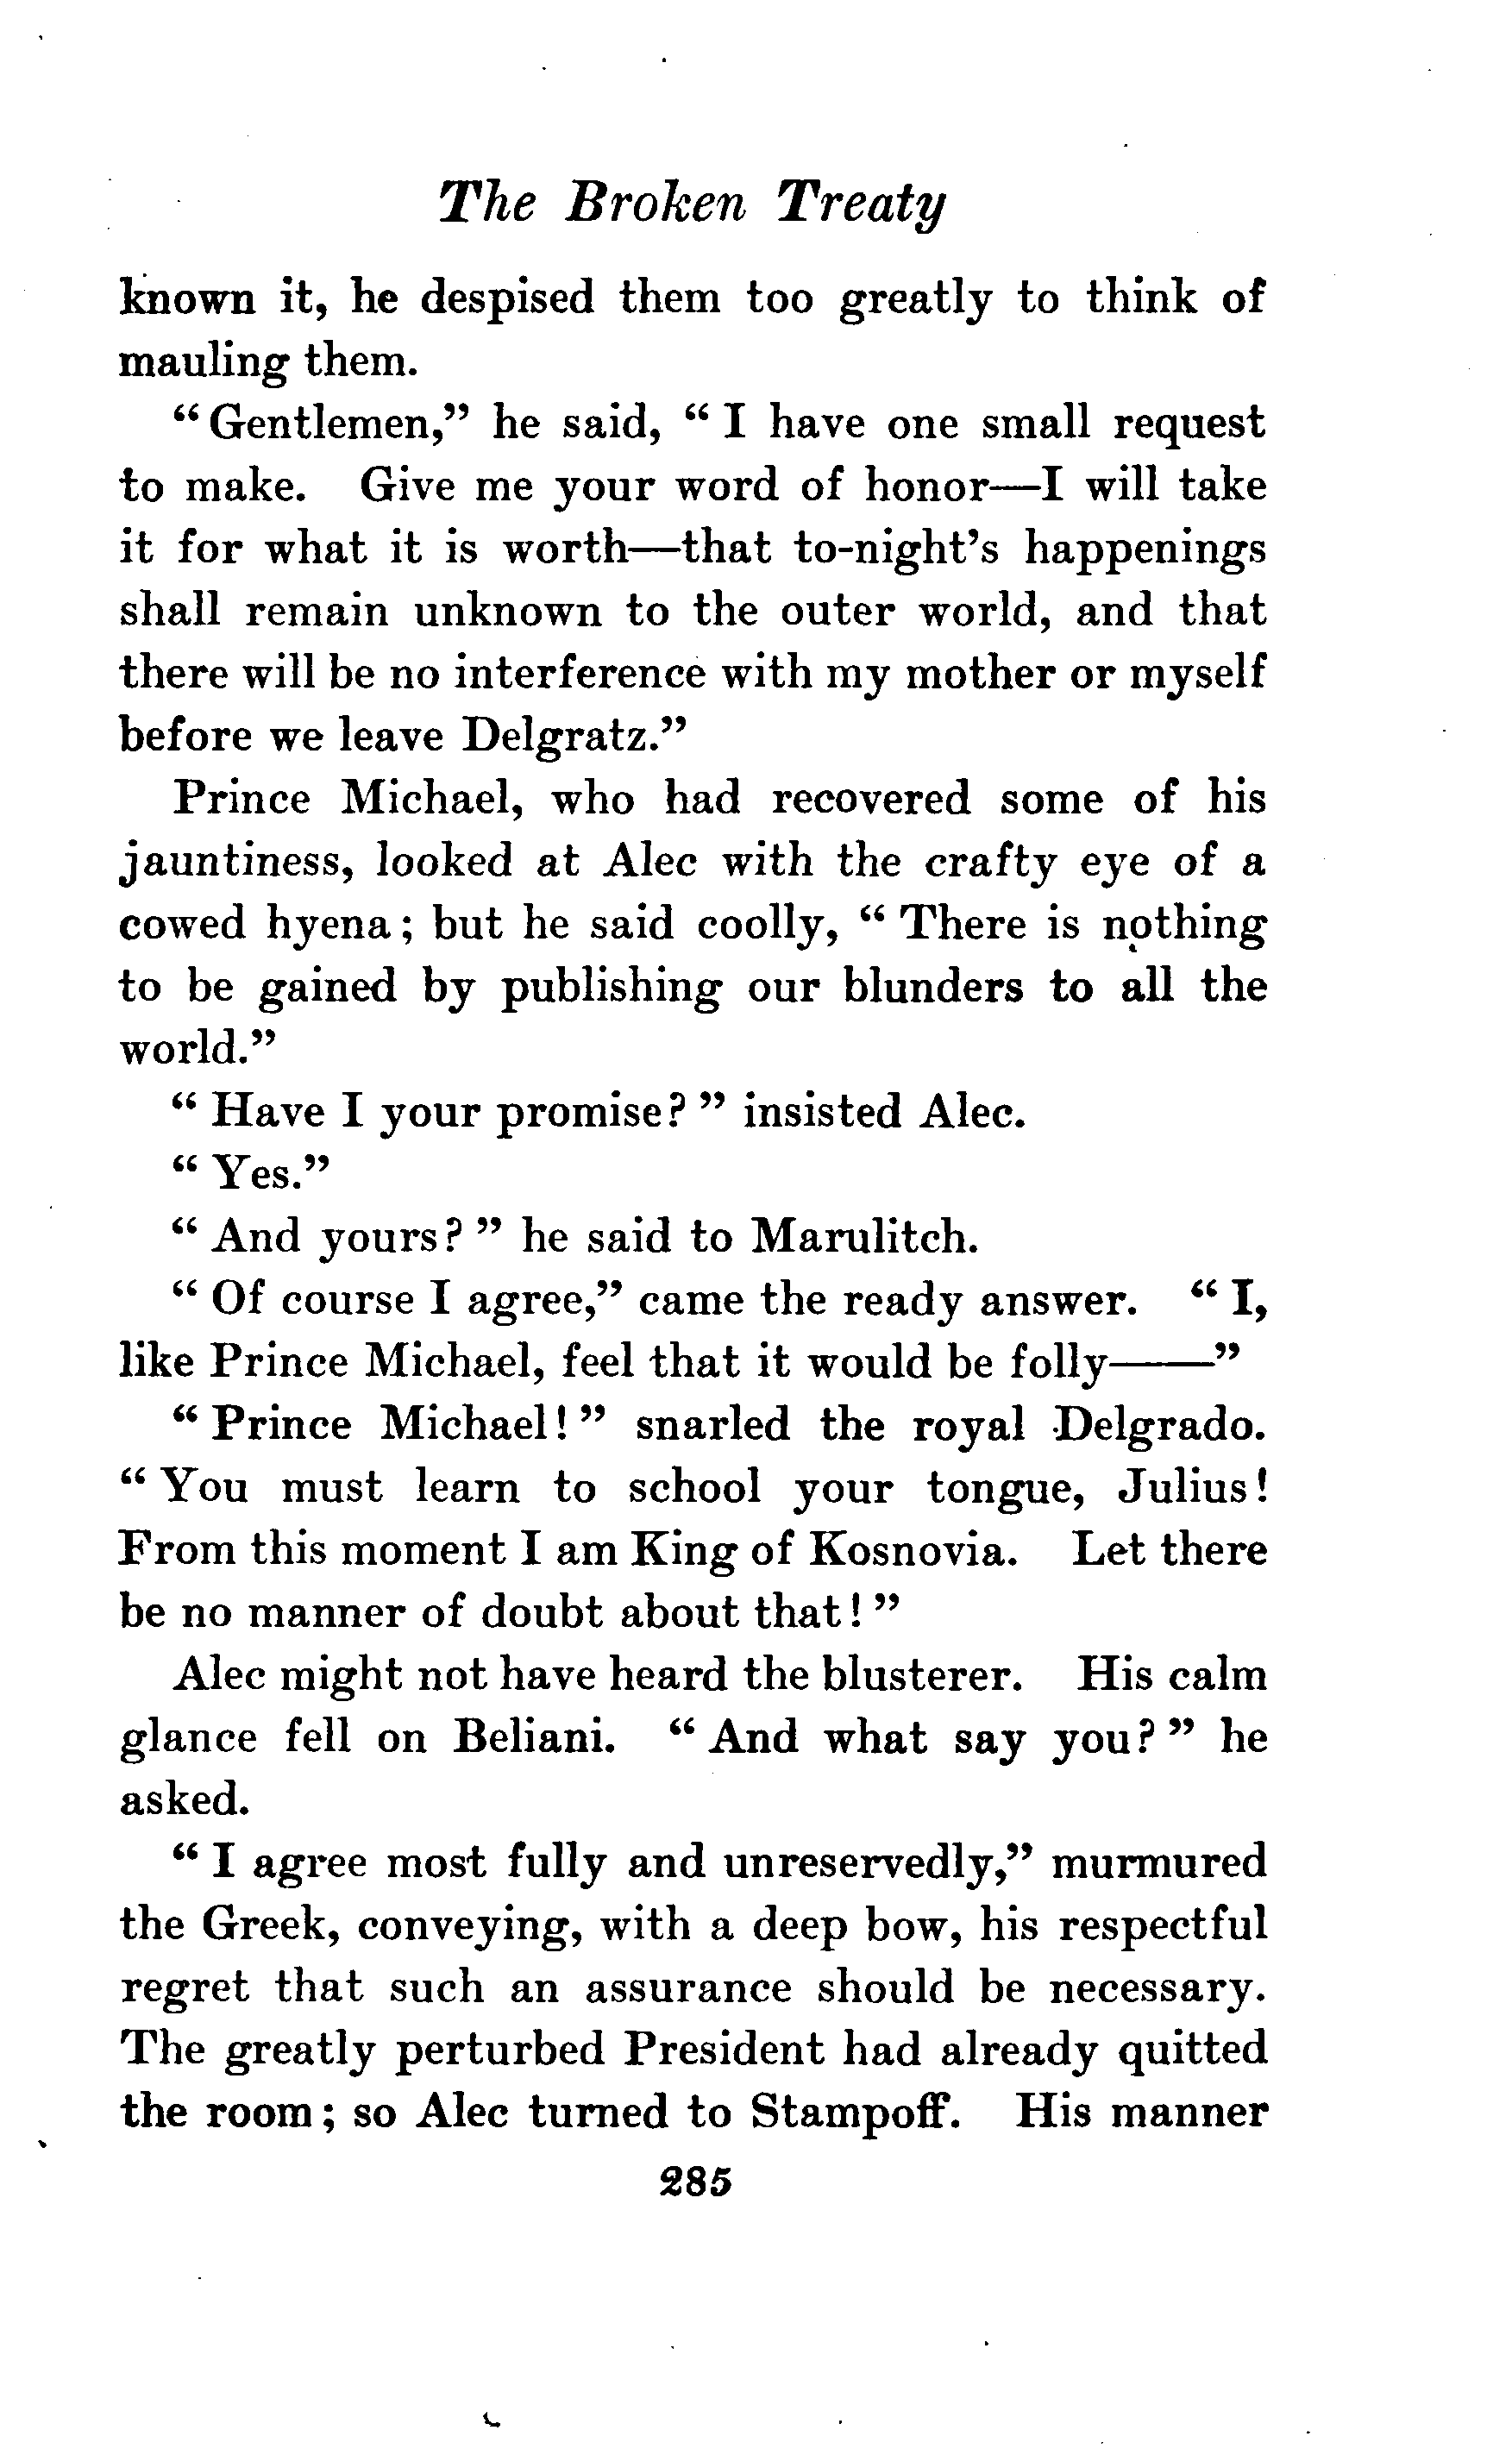 The Broken Treaty
known it, he despised them too greatly to think of
mauling them.
“Gentlemen,” he said, “I have one small request
to make. Give me your word of honor—I will take
it for what it is worth—that to-night’s happenings
shall remain unknown to the outer world, and that
there will be no interference with my mother or myself
before we leave Delgratz.”
Prince Michael, who had recovered some of his
jauntiness, looked at Alec with the crafty eye of a
cowed hyena; but he said coolly, “There is nothing
to be gained by publishing our blunders to all the
world.”
“Have I your promise?” insisted Alec.
“Yes.”
“And yours?” he said to Marulitch.
“Of course I agree,” came the ready answer. “I,
like Prince Michael, feel that it would be folly——”
“Prince Michael!” snarled the royal Delgrado.
“You must learn to school your tongue, Julius!
From this moment I am King of Kosnovia. Let there
be no manner of doubt about that!”
Alec might not have heard the blusterer. His calm
glance fell on Beliani. “And what say you?” he
asked.
“I agree most fully and unreservedly,” murmured
the Greek, conveying, with a deep bow, his respectful
regret that such an assurance should be necessary.
The greatly perturbed President had already quitted
the room; so Alec turned to Stampoff. His manner
285